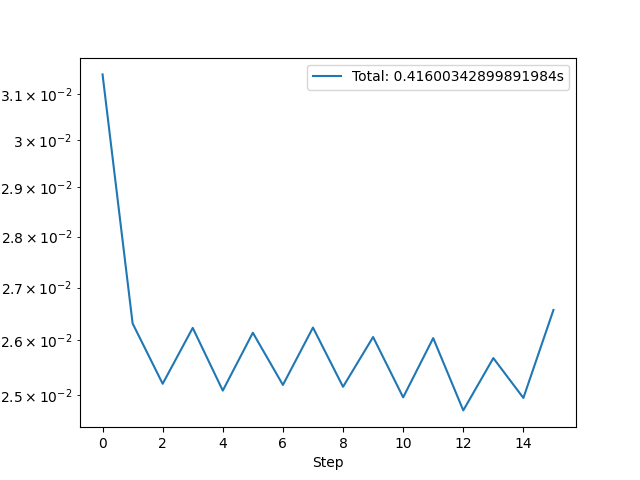 Total: 0.41600342899891984s
3.1 × 10⁻²
3 × 10⁻²
2.9 × 10⁻²
2.8 × 10⁻²
2.7 × 10⁻²
2.6 × 10⁻²
2.5 × 10⁻²
0 2 4 6 8 10 12 14
Step